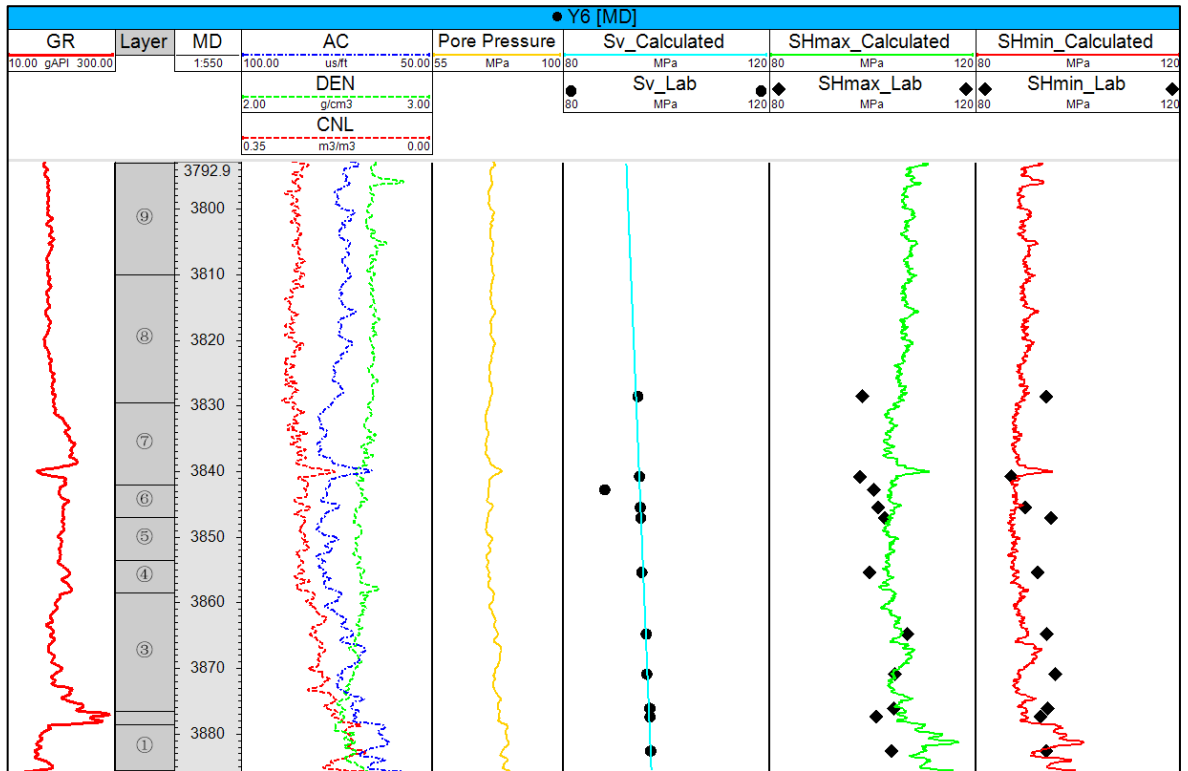 ● Y6 [MD]
GR Layer MD AC Pore Pressure Sv_Calculated SHmax_Calculated SHmin_Calculated
10.00 gAPI 300.00 1:550 100.00 us/ft 50.00 55 MPa 100 80 MPa 120 80 MPa 120 80 MPa 120
DEN Sv_Lab SHmax_Lab SHmin_Lab
2.00 g/cm3 3.00 80 MPa 120 80 MPa 120 80 MPa 120
CNL
0.35 m3/m3 0.00
3792.9
3800
⑨
3810
⑧
3820
3830
⑦
3840
⑥
3850
⑤
④
3860
③
3870
3880
①